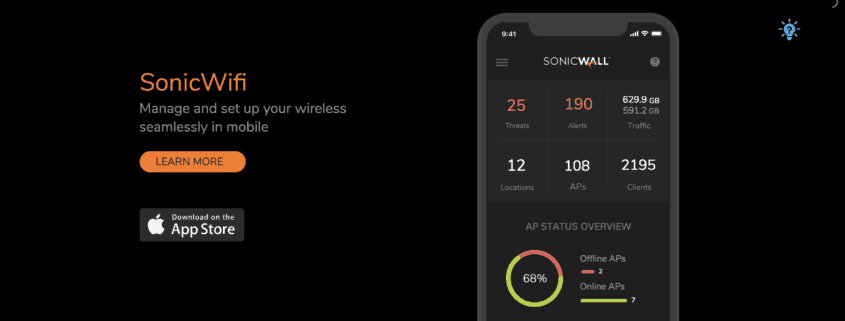 SonicWifi
Manage and set up your wireless
seamlessly in mobile
LEARN MORE
Download on the
App Store
9:41
SONICWALL
25
Threats
190
Alerts
629.9 GB
591.2 GB
Traffic
12
Locations
108
APs
2195
Clients
AP STATUS OVERVIEW
68%
Offline APs
2
Online APs
7